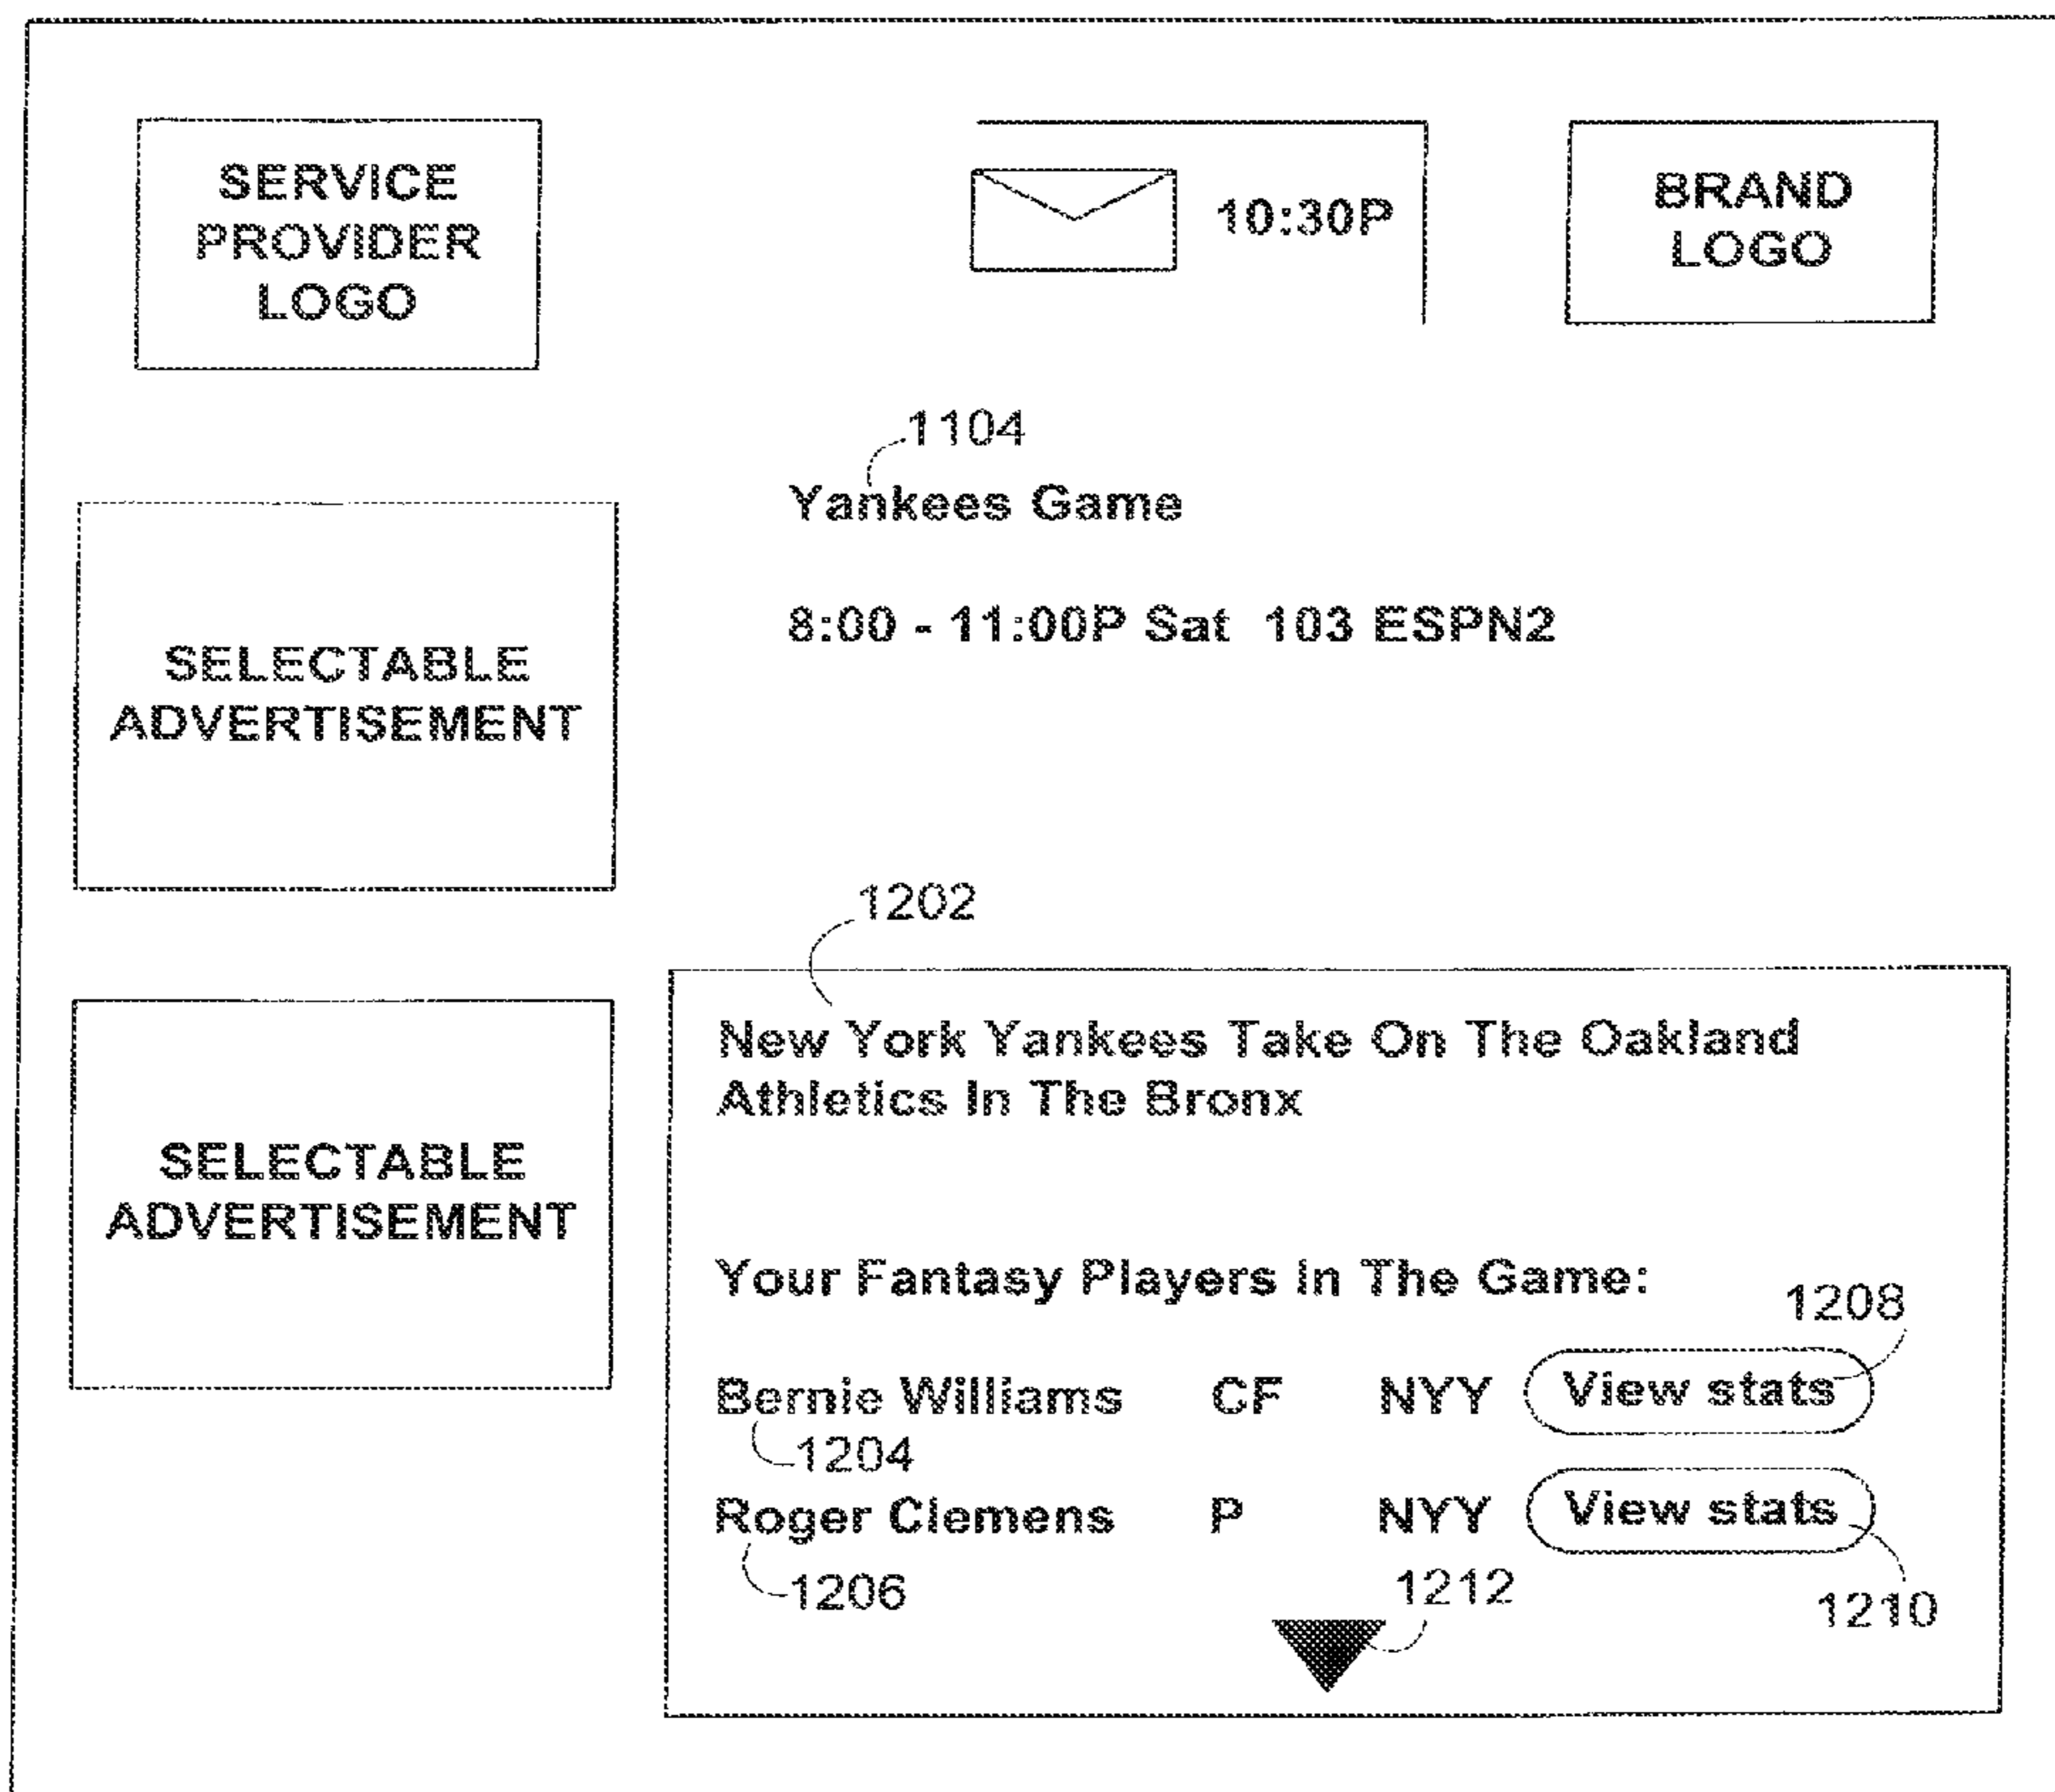 SERVICE
PROVIDER
LOGO
10:30P
BRAND
LOGO
1104
Yankees Game
8:00 - 11:00P Sat 103 ESPN2
SELECTABLE
ADVERTISEMENT
1202
New York Yankees Take On The Oakland
Athletics In The Bronx
SELECTABLE
ADVERTISEMENT
Your Fantasy Players In The Game:
1208
Bernie Williams CF NYY View stats
1204
Roger Clemens P NYY View stats
1206
1212
1210